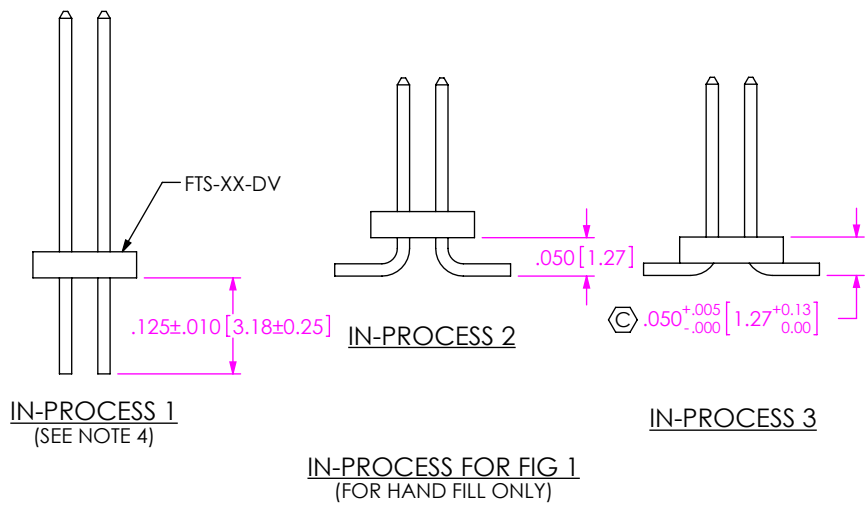 FTS-XX-DV
.125±.010 [3.18±0.25]
IN-PROCESS 1
(SEE NOTE 4)
.050 [1.27]
IN-PROCESS 2
C .050 +.005 -.000 [1.27 +0.13 0.00]
IN-PROCESS 3
IN-PROCESS FOR FIG 1
(FOR HAND FILL ONLY)